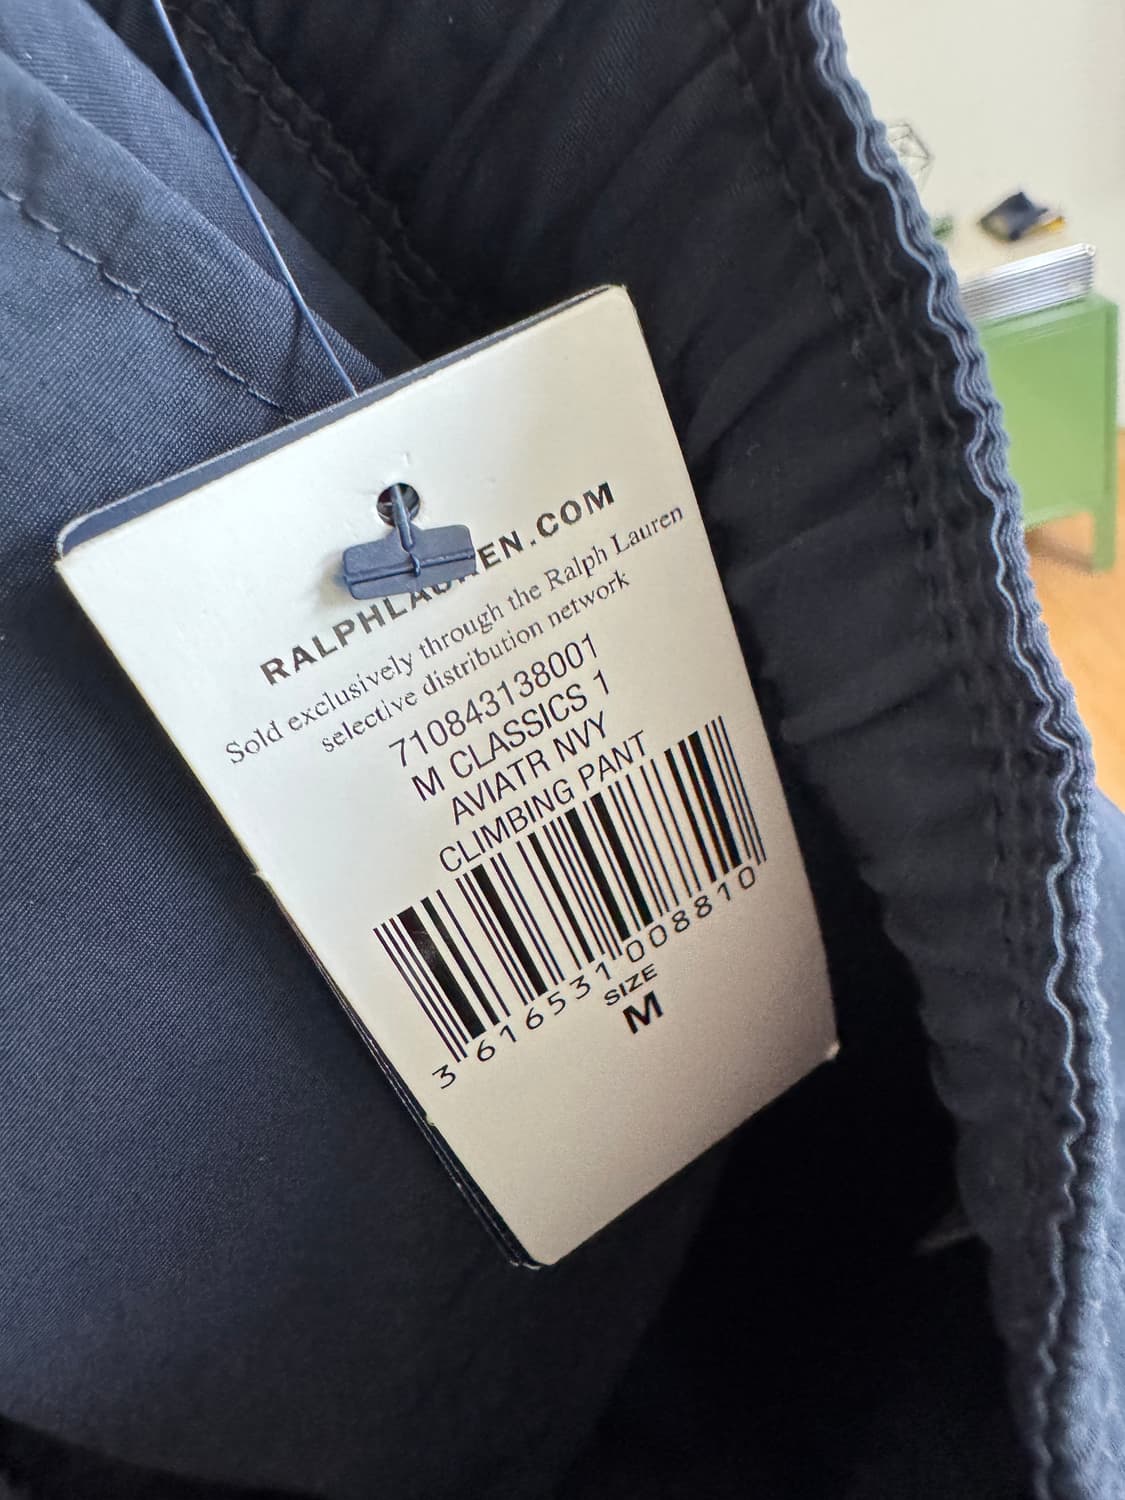 RALPHLAUREN.COM
Sold exclusively through the Ralph Lauren
selective distribution network
710843138001
M CLASSICS 1
AVIATR NVY
CLIMBING PANT
3 616531 008810
SIZE
M